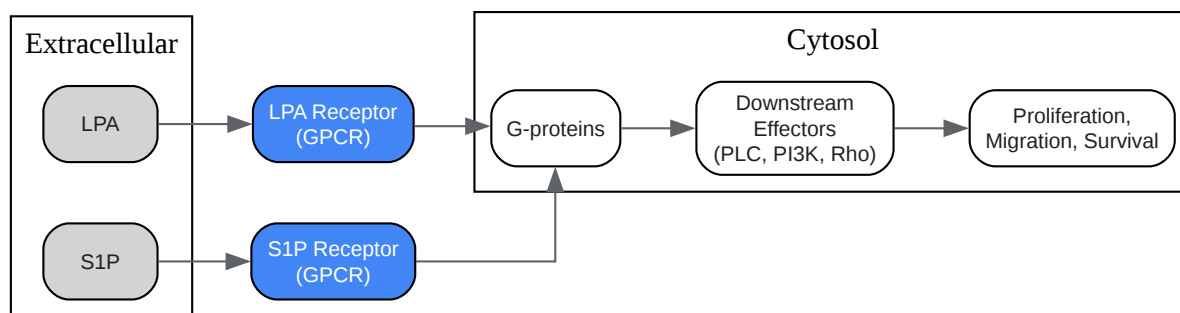 Extracellular
LPA
S1P
LPA Receptor
(GPCR)
S1P Receptor
(GPCR)
Cytosol
G-proteins
Downstream
Effectors
(PLC, PI3K, Rho)
Proliferation,
Migration, Survival